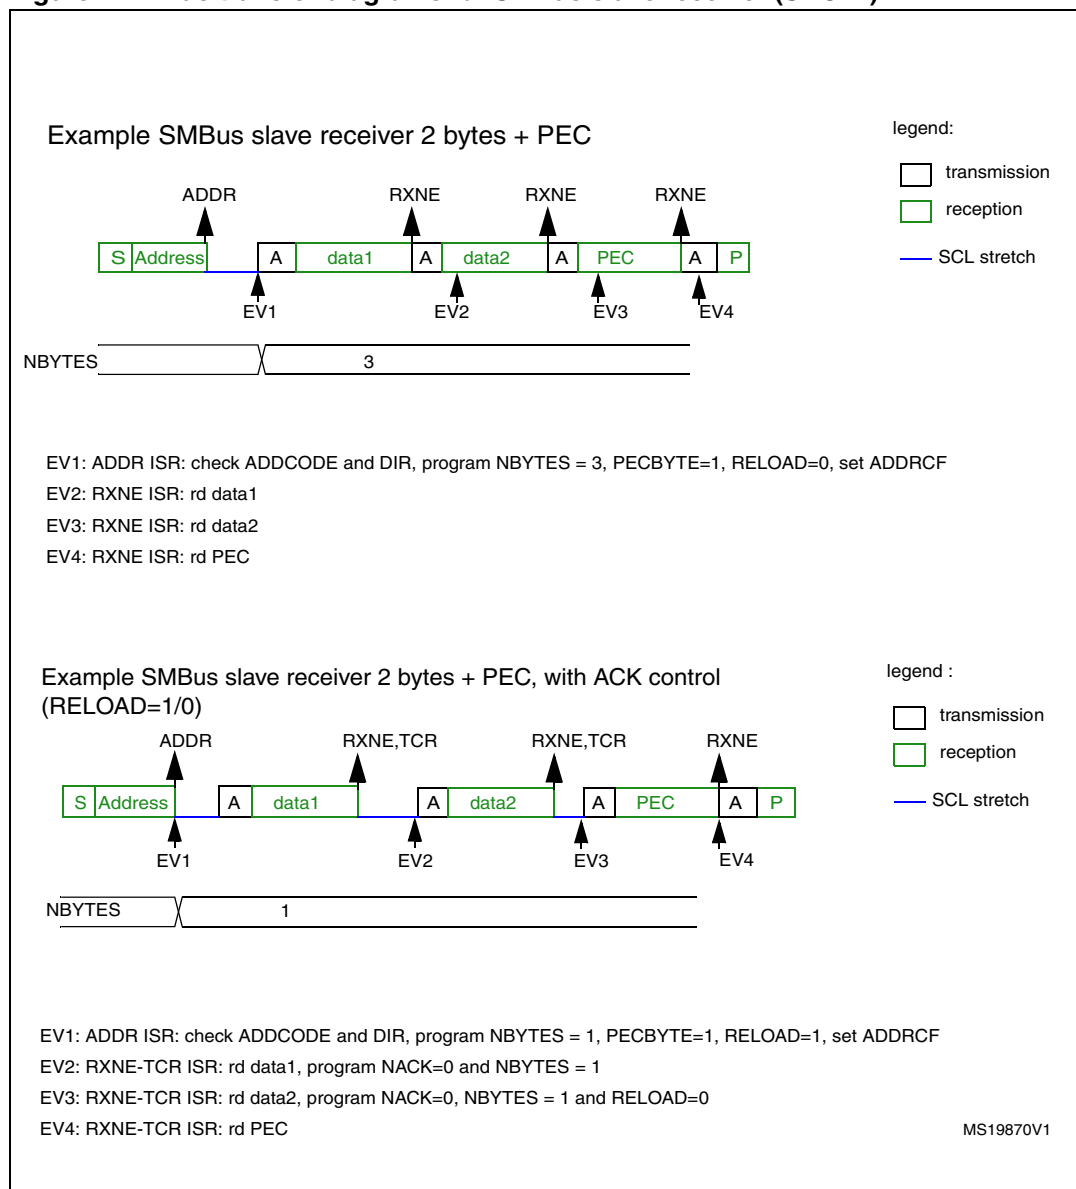 Example SMBus slave receiver 2 bytes + PEC
legend:
transmission
reception
SCL stretch
ADDR RXNE RXNE RXNE
S Address A data1 A data2 A PEC A P
EV1 EV2 EV3 EV4
NBYTES 3
EV1: ADDR ISR: check ADDCODE and DIR, program NBYTES = 3, PECBYTE=1, RELOAD=0, set ADDRCF
EV2: RXNE ISR: rd data1
EV3: RXNE ISR: rd data2
EV4: RXNE ISR: rd PEC
Example SMBus slave receiver 2 bytes + PEC, with ACK control
(RELOAD=1/0)
legend :
transmission
reception
SCL stretch
ADDR RXNE,TCR RXNE,TCR RXNE
S Address A data1 A data2 A PEC A P
EV1 EV2 EV3 EV4
NBYTES 1
EV1: ADDR ISR: check ADDCODE and DIR, program NBYTES = 1, PECBYTE=1, RELOAD=1, set ADDRCF
EV2: RXNE-TCR ISR: rd data1, program NACK=0 and NBYTES = 1
EV3: RXNE-TCR ISR: rd data2, program NACK=0, NBYTES = 1 and RELOAD=0
EV4: RXNE-TCR ISR: rd PEC
MS19870V1